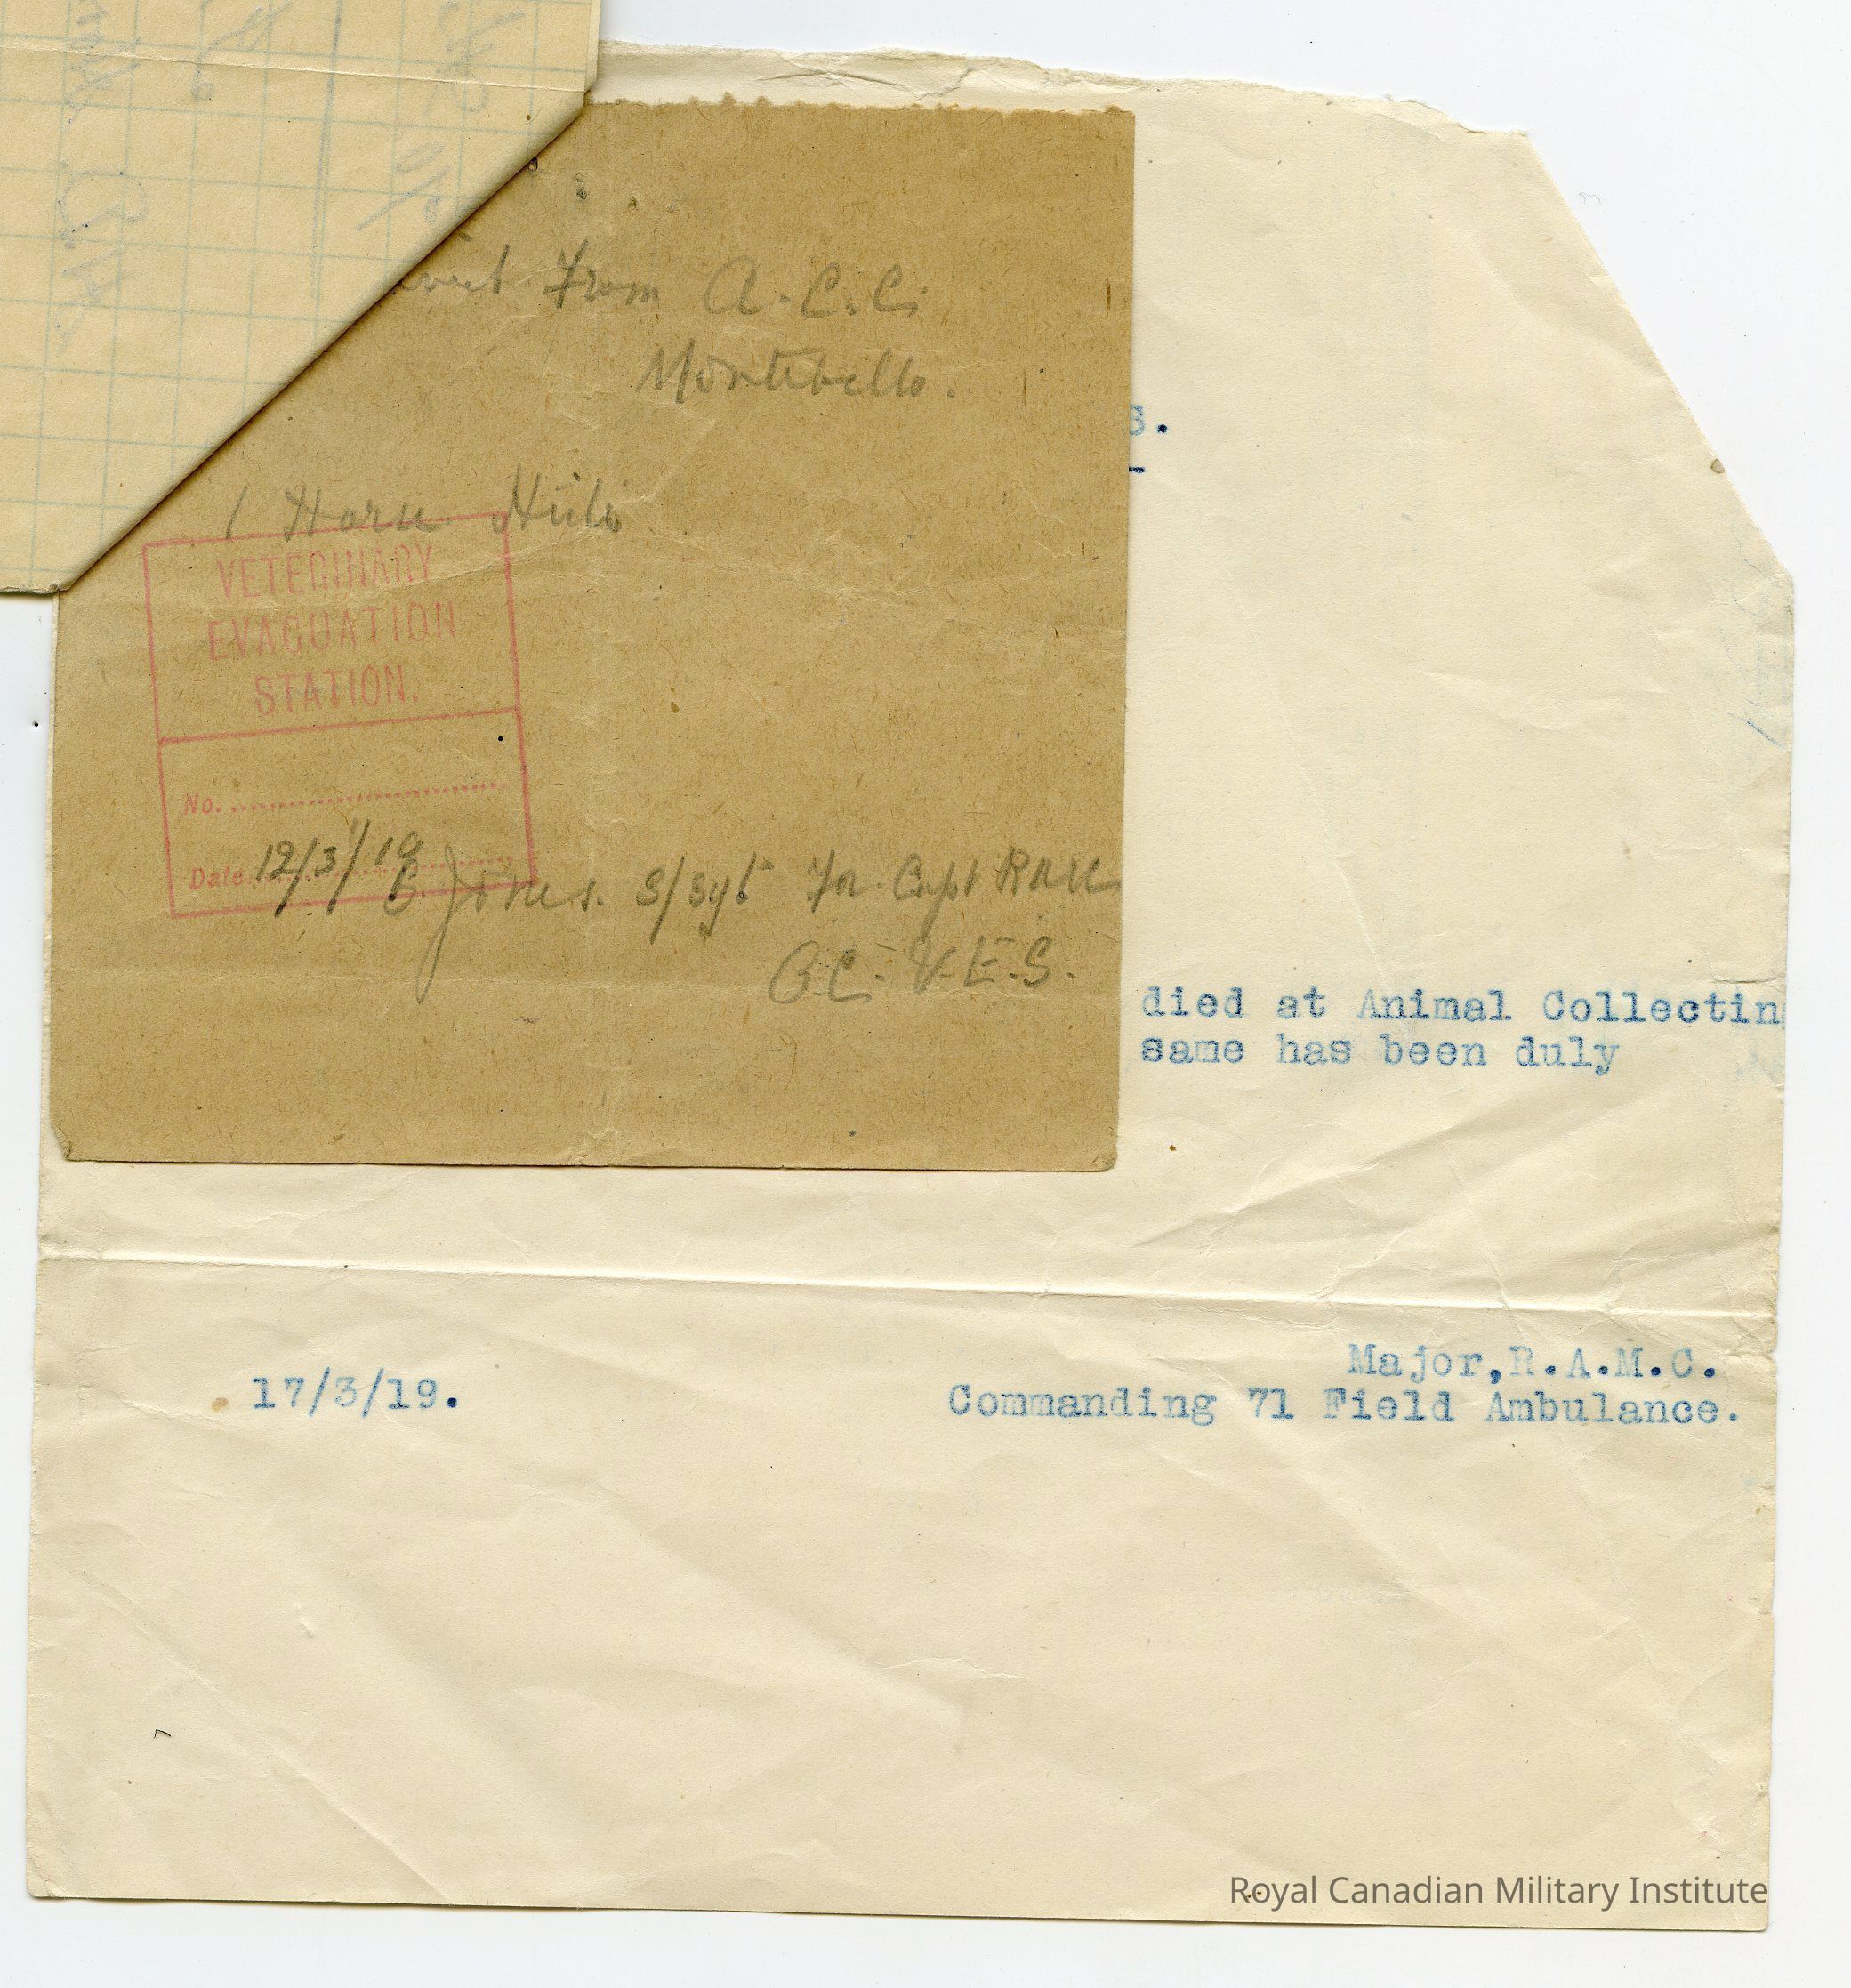 From A.C.C.
Montebello.
1 Horse Hide
VETERINARY
EVACUATION
STATION.
No.
Date 12/3/19
E Jones. S/Sgt For Capt RAVC
OC. V.E.S.
S.
died at Animal Collectin
same has been duly
17/3/19.
Major,R.A.M.C.
Commanding 71 Field Ambulance.
Royal Canadian Military Institute